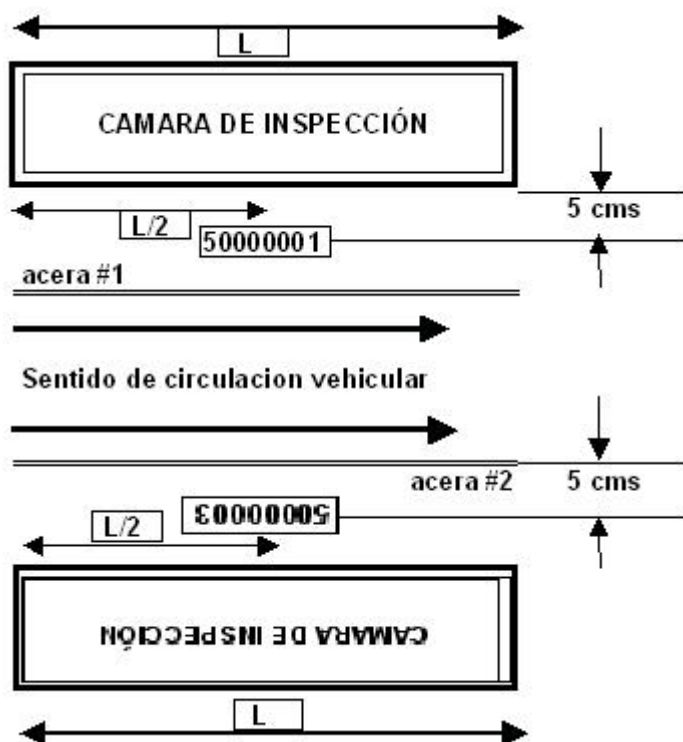 L
CAMARA DE INSPECCIÓN
5 cms
L/2
50000001
acera #1
Sentido de circulacion vehicular
acera #2
5 cms
50000003
L/2
CAMARA DE INSPECCIÓN
L